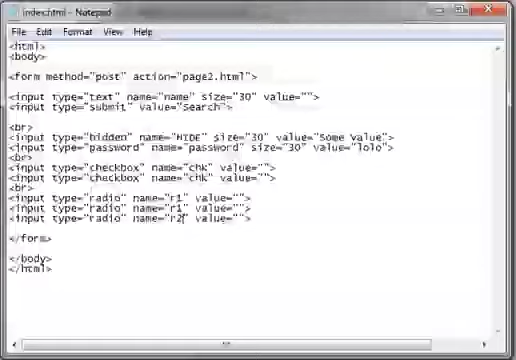 index.html - Notepad
File Edit Format View Help
<html>
<body>
<form method="post" action="page2.html">
<input type="text" name="name" size="30" value="">
<input type="submit" value="Search">
<br>
<input type="hidden" name="HIDE" size="30" value="Some Value">
<input type="password" name="password" size="30" value="lolo">
<br>
<input type="checkbox" name="chk" value="">
<input type="checkbox" name="chk" value="">
<br>
<input type="radio" name="r1" value="">
<input type="radio" name="r1" value="">
<input type="radio" name="r2" value="">
</form>
</body>
</html>